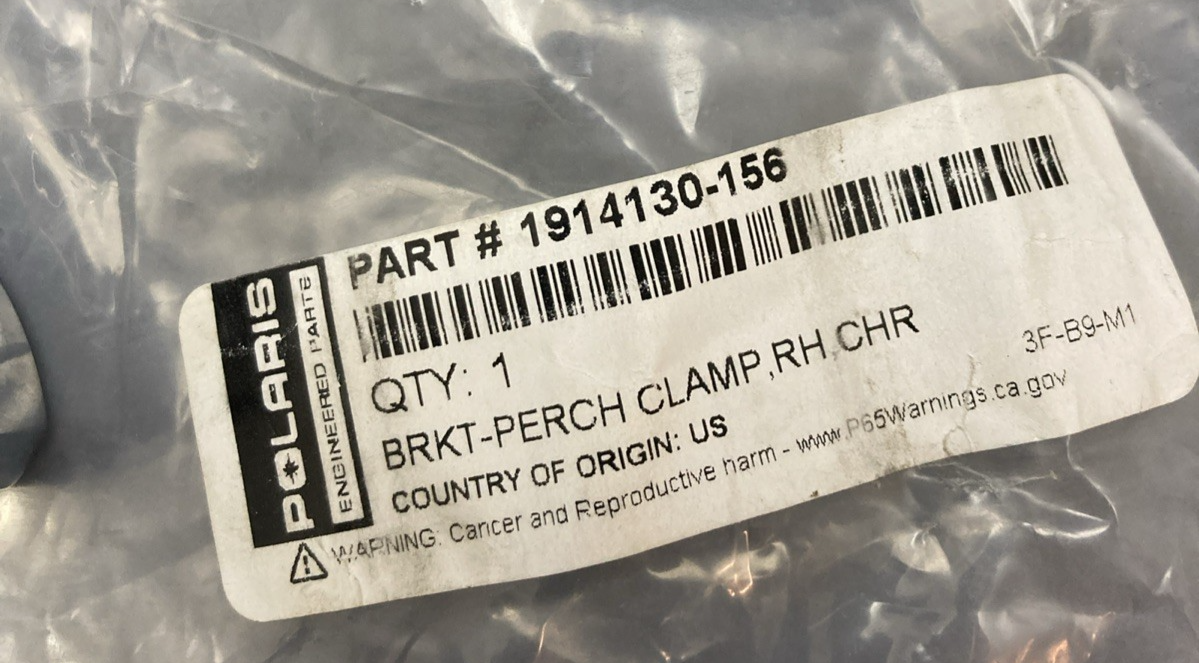 POLARIS
ENGINEERED PARTS
PART # 1914130-156
QTY: 1
BRKT-PERCH CLAMP,RH,CHR
3F-B9-M1
COUNTRY OF ORIGIN: US
WARNING: Cancer and Reproductive harm - www.P65Warnings.ca.gov